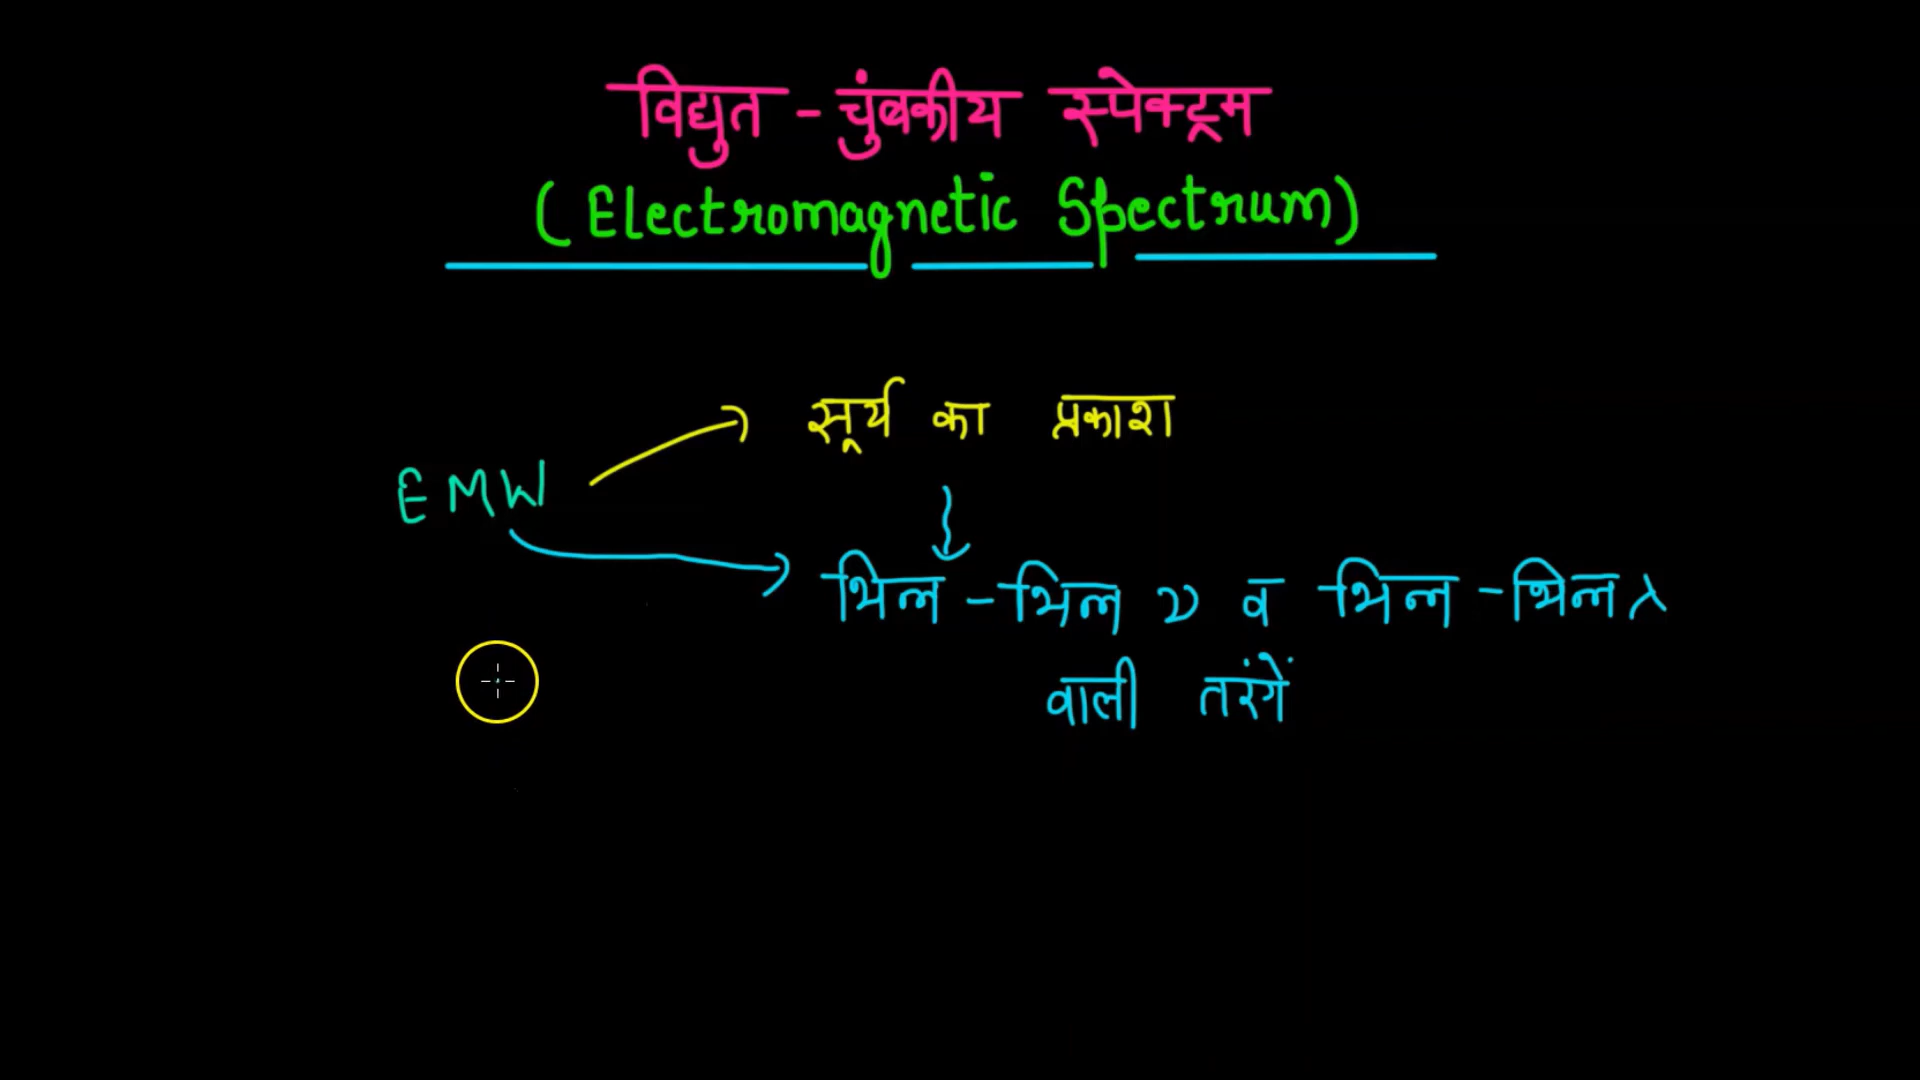 विद्युत - चुंबकीय स्पेक्ट्रम
(Electromagnetic Spectrum)
सूर्य का प्रकाश
EMW
भिन्न - भिन्न ν व भिन्न - भिन्न λ
वाली तरंगें